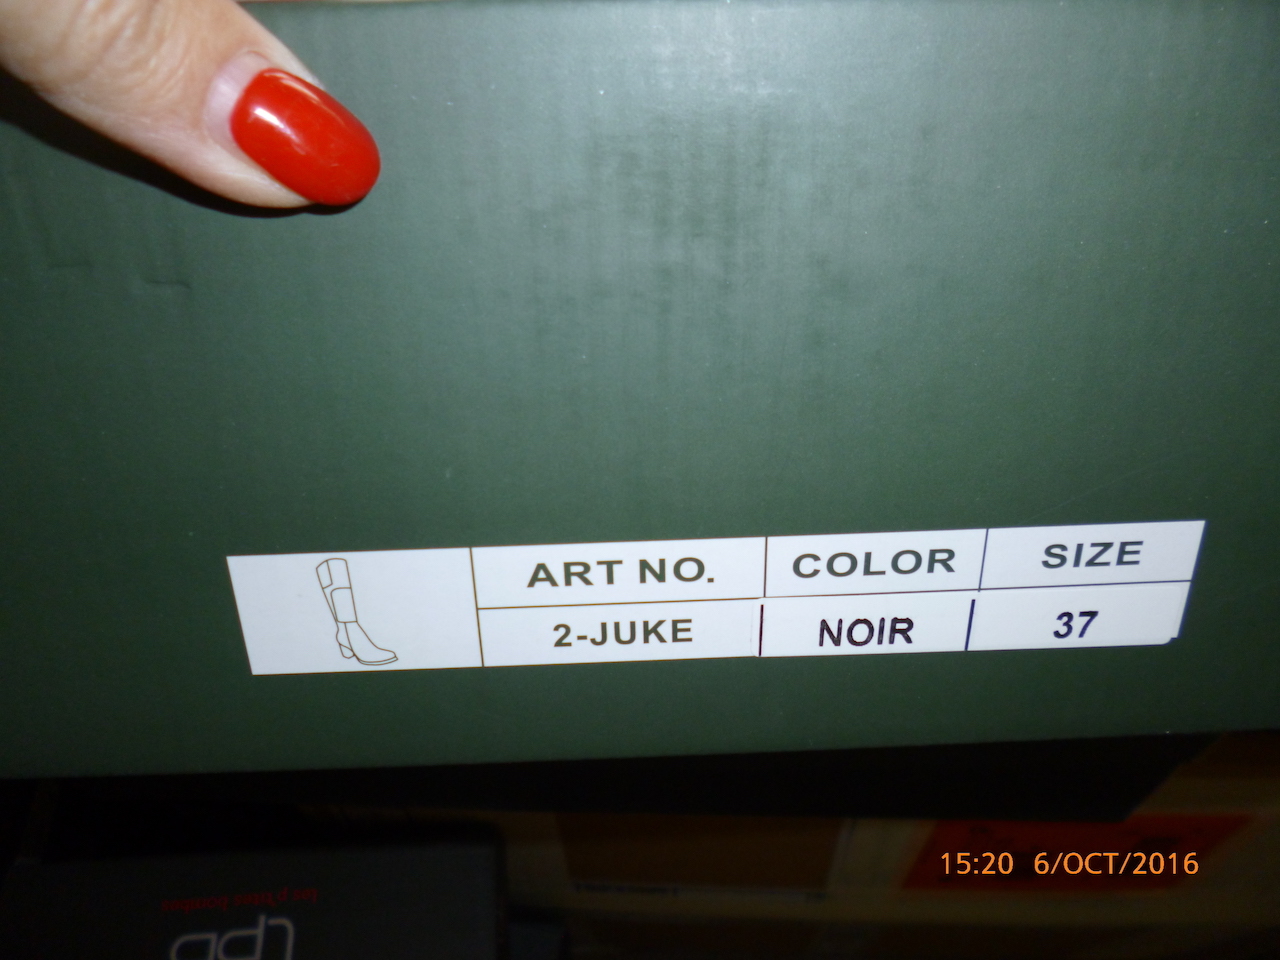 ART NO. COLOR SIZE
2-JUKE NOIR 37
15:20 6/OCT/2016